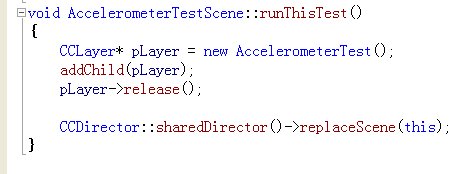 void AccelerometerTestScene::runThisTest()
{
    CCLayer* pLayer = new AccelerometerTest();
    addChild(pLayer);
    pLayer->release();

    CCDirector::sharedDirector()->replaceScene(this);
}